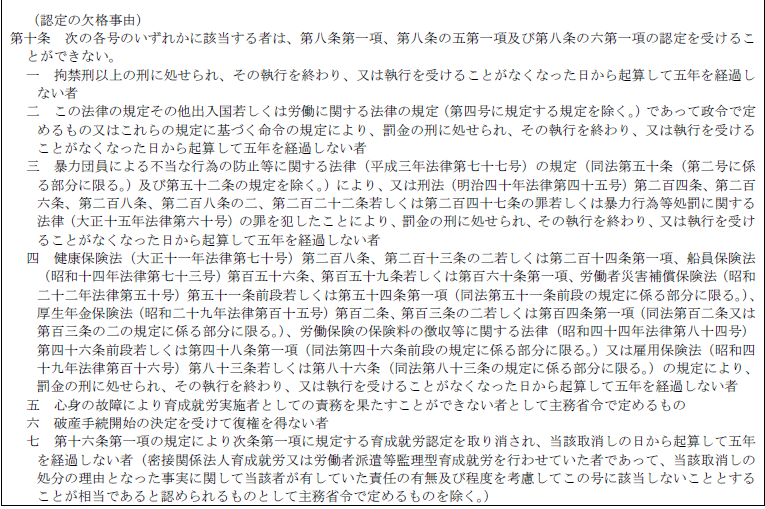 （認定の欠格事由）
第十条　次の各号のいずれかに該当する者は、第八条第一項、第八条の五第一項及び第八条の六第一項の認定を受けるこ
とができない。
一　拘禁刑以上の刑に処せられ、その執行を終わり、又は執行を受けることがなくなった日から起算して五年を経過し
ない者
二　この法律の規定その他出入国若しくは労働に関する法律の規定（第四号に規定する規定を除く。）であって政令で定
めるもの又はこれらの規定に基づく命令の規定により、罰金の刑に処せられ、その執行を終わり、又は執行を受ける
ことがなくなった日から起算して五年を経過しない者
三　暴力団員による不当な行為の防止等に関する法律（平成三年法律第七十七号）の規定（同法第五十条（第二号に係
る部分に限る。）及び第五十二条の規定を除く。）により、又は刑法（明治四十年法律第四十五号）第二百四条、第二百
六条、第二百八条、第二百八条の二、第二百二十二条若しくは第二百四十七条の罪若しくは暴力行為等処罰に関する
法律（大正十五年法律第六十号）の罪を犯したことにより、罰金の刑に処せられ、その執行を終わり、又は執行を受け
ることがなくなった日から起算して五年を経過しない者
四　健康保険法（大正十一年法律第七十号）第二百八条、第二百十三条の二若しくは第二百十四条第一項、船員保険法
（昭和十四年法律第七十三号）第百五十六条、第百五十九条若しくは第百六十条第一項、労働者災害補償保険法（昭和
二十二年法律第五十号）第五十一条前段若しくは第五十四条第一項（同法第五十一条前段の規定に係る部分に限る。）、
厚生年金保険法（昭和二十九年法律第百十五号）第百二条、第百三条の二若しくは第百四条第一項（同法第百二条又は
第百三条の二の規定に係る部分に限る。）、労働保険の保険料の徴収等に関する法律（昭和四十四年法律第八十四号）
第四十六条前段若しくは第四十八条第一項（同法第四十六条前段の規定に係る部分に限る。）又は雇用保険法（昭和四
十九年法律第百十六号）第八十三条若しくは第八十六条（同法第八十三条の規定に係る部分に限る。）の規定により、
罰金の刑に処せられ、その執行を終わり、又は執行を受けることがなくなった日から起算して五年を経過しない者
五　心身の故障により育成就労実施者としての責務を果たすことができない者として主務省令で定めるもの
六　破産手続開始の決定を受けて復権を得ない者
七　第十六条第一項の規定により次条第一項に規定する育成就労認定を取り消され、当該取消しの日から起算して五年
を経過しない者（密接関係法人育成就労又は労働者派遣等監理型育成就労を行わせていた者であって、当該取消しの
処分の理由となった事実に関して当該者が有していた責任の有無及び程度を考慮してこの号に該当しないこととする
ことが相当であると認められるものとして主務省令で定めるものを除く。）